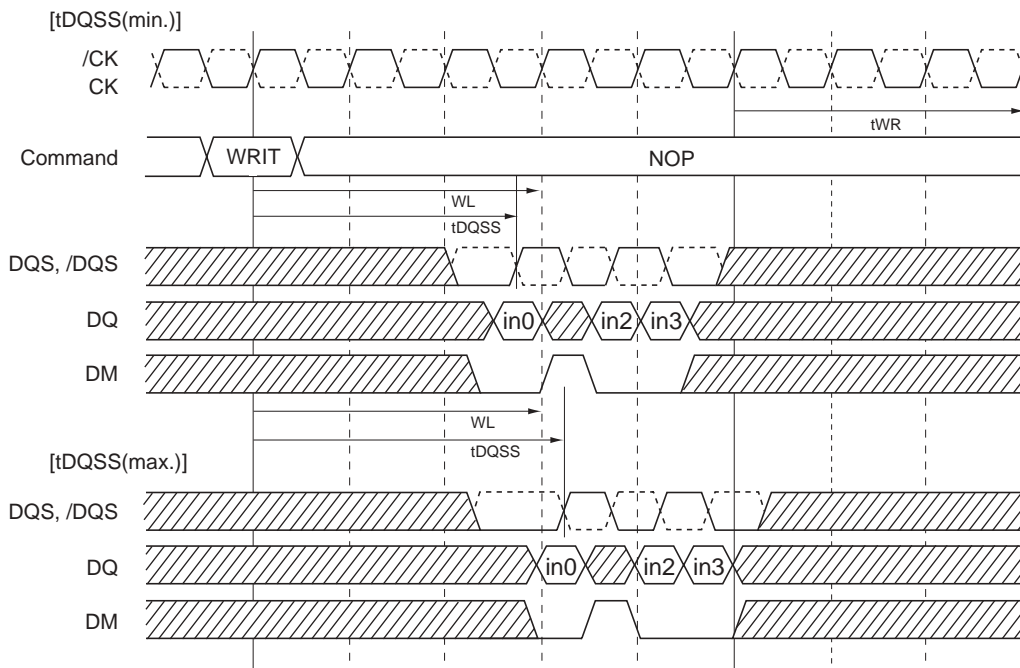 [tDQSS(min.)]
/CK
CK
tWR
Command WRIT NOP
WL
tDQSS
DQS, /DQS
DQ in0 in2 in3
DM
WL
tDQSS
[tDQSS(max.)]
DQS, /DQS
DQ in0 in2 in3
DM